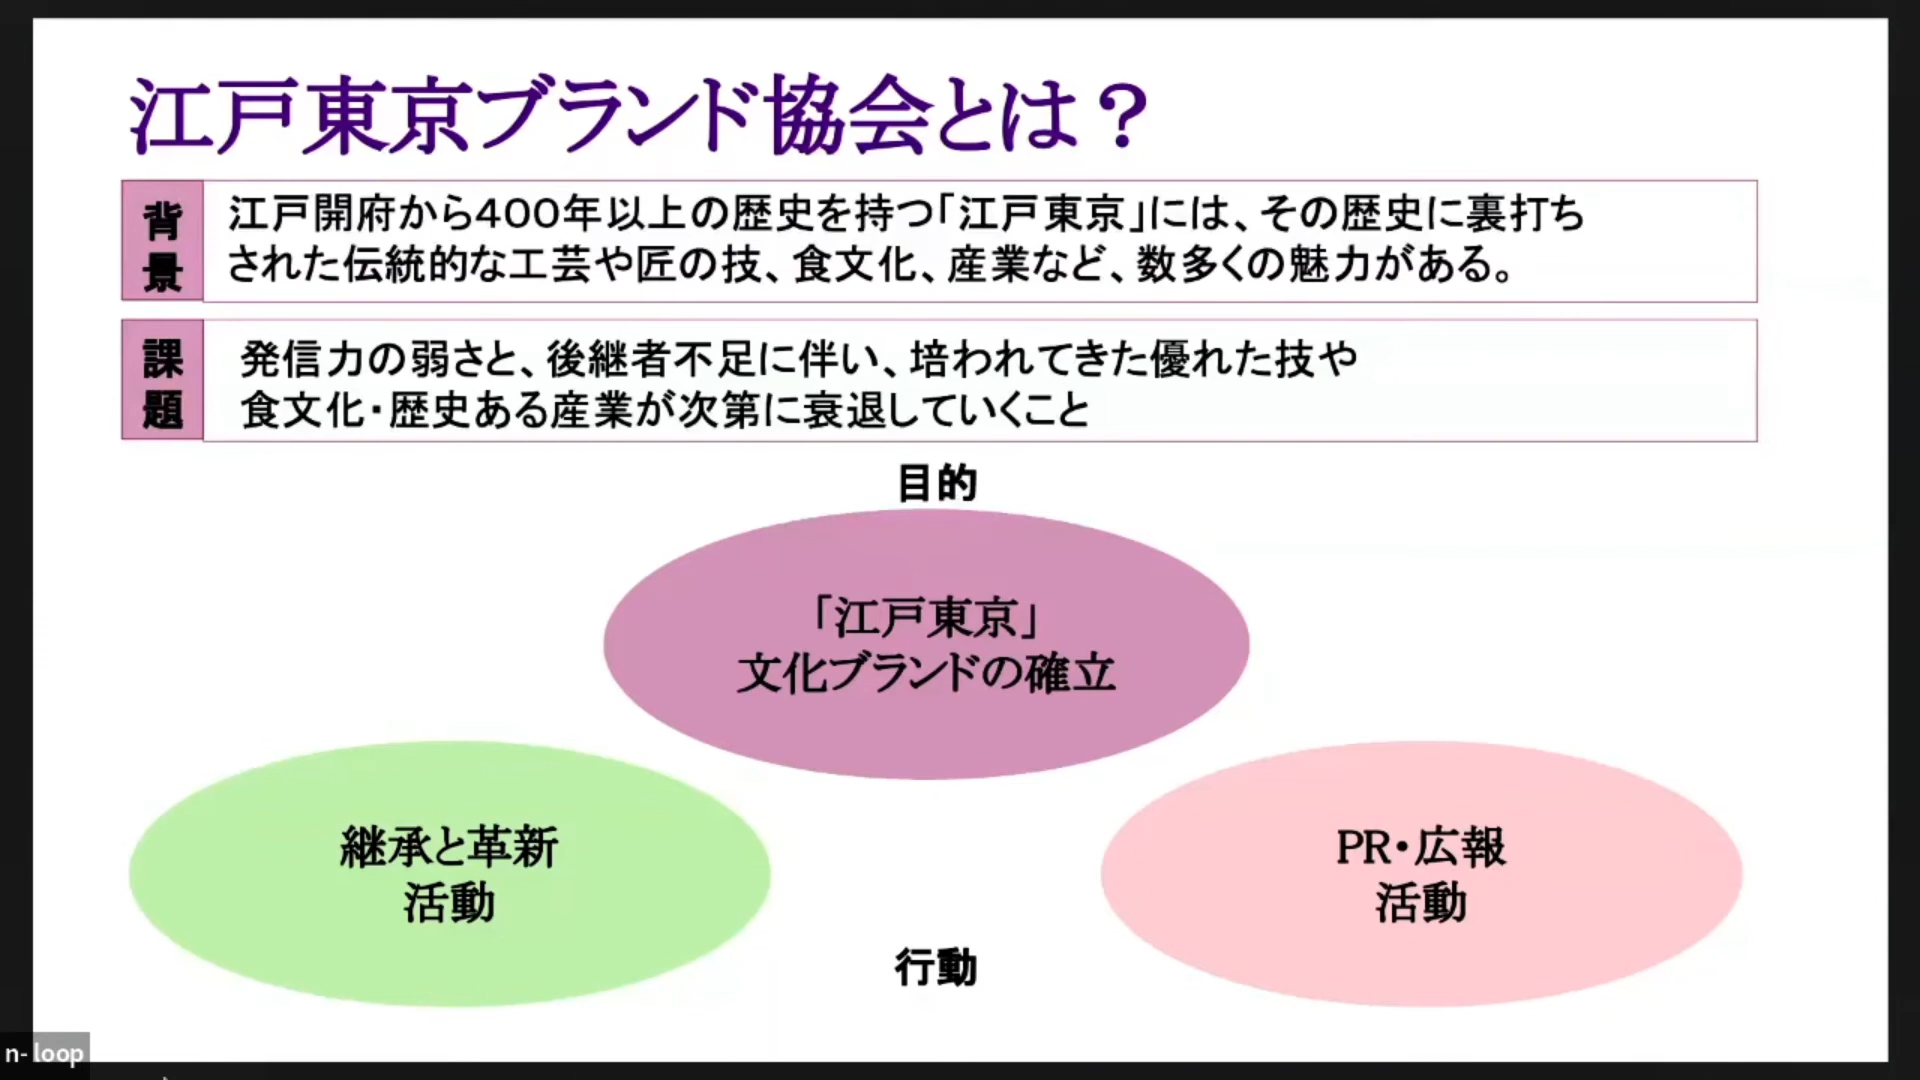 江戸東京ブランド協会とは？
背景
江戸開府から400年以上の歴史を持つ「江戸東京」には、その歴史に裏打ち
された伝統的な工芸や匠の技、食文化、産業など、数多くの魅力がある。
課題
発信力の弱さと、後継者不足に伴い、培われてきた優れた技や
食文化・歴史ある産業が次第に衰退していくこと
目的
「江戸東京」
文化ブランドの確立
継承と革新
活動
PR・広報
活動
行動
n-loop